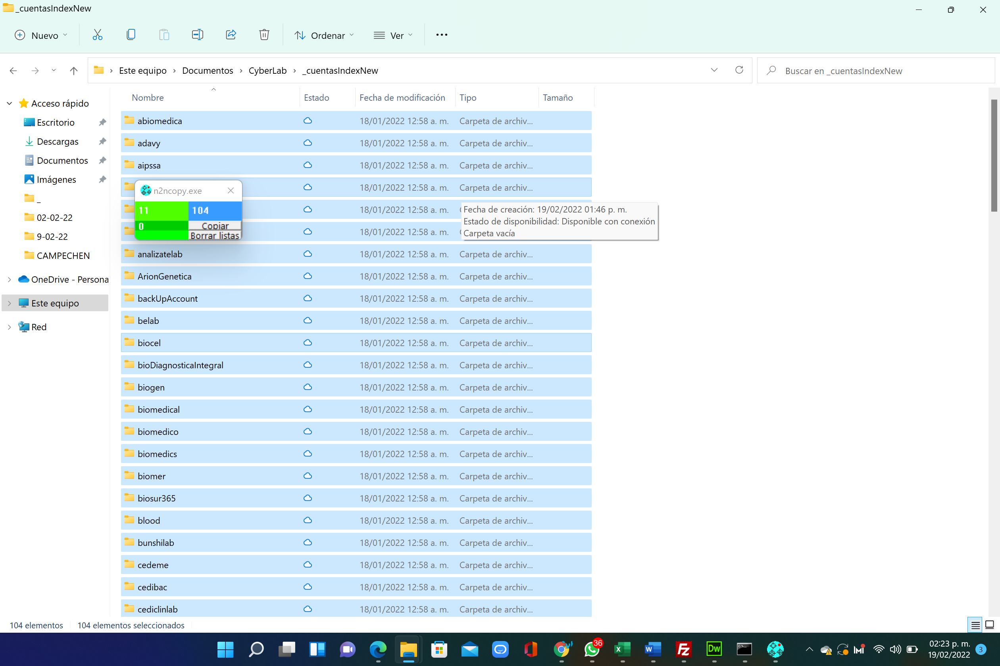 _cuentasIndexNew
Nuevo
Ordenar
Ver
Este equipo > Documentos > CyberLab > _cuentasIndexNew
Buscar en _cuentasIndexNew
Acceso rápido
Escritorio
Descargas
Documentos
Imágenes
_
02-02-22
9-02-22
CAMPECHEN
OneDrive - Persona
Este equipo
Red
Nombre Estado Fecha de modificación Tipo Tamaño
abiomedica 18/01/2022 12:58 a. m. Carpeta de archiv...
adavy 18/01/2022 12:58 a. m. Carpeta de archiv...
aipssa 18/01/2022 12:58 a. m. Carpeta de archiv...
18/01/2022 12:58 a. m. Carpeta de archiv...
18/01/2022 12:58 a. m.
18/01/2022 12:58 a. m.
n2ncopy.exe
11 104
0 Copiar
Borrar listas
Fecha de creación: 19/02/2022 01:46 p. m.
Estado de disponibilidad: Disponible con conexión
Carpeta vacía
analizatelab 18/01/2022 12:58 a. m. Carpeta de archiv...
ArionGenetica 18/01/2022 12:58 a. m. Carpeta de archiv...
backUpAccount 18/01/2022 12:58 a. m. Carpeta de archiv...
belab 18/01/2022 12:58 a. m. Carpeta de archiv...
biocel 18/01/2022 12:58 a. m. Carpeta de archiv...
bioDiagnosticaIntegral 18/01/2022 12:58 a. m. Carpeta de archiv...
biogen 18/01/2022 12:58 a. m. Carpeta de archiv...
biomedical 18/01/2022 12:58 a. m. Carpeta de archiv...
biomedico 18/01/2022 12:58 a. m. Carpeta de archiv...
biomedics 18/01/2022 12:58 a. m. Carpeta de archiv...
biomer 18/01/2022 12:58 a. m. Carpeta de archiv...
biosur365 18/01/2022 12:58 a. m. Carpeta de archiv...
blood 18/01/2022 12:58 a. m. Carpeta de archiv...
bunshilab 18/01/2022 12:58 a. m. Carpeta de archiv...
cedeme 18/01/2022 12:58 a. m. Carpeta de archiv...
cedibac 18/01/2022 12:58 a. m. Carpeta de archiv...
cediclinlab 18/01/2022 12:58 a. m. Carpeta de archiv...
104 elementos 104 elementos seleccionados
36
Dw
02:23 p. m.
19/02/2022
3